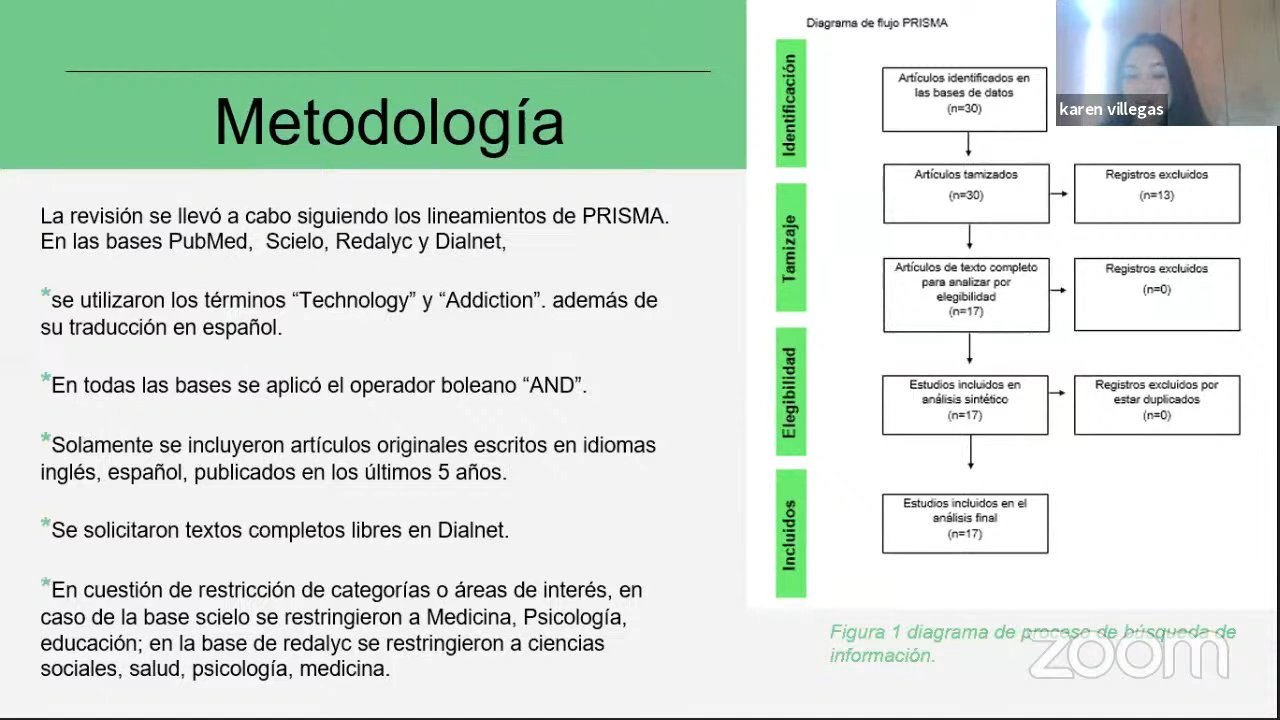 Metodología
La revisión se llevó a cabo siguiendo los lineamientos de PRISMA.
En las bases PubMed, Scielo, Redalyc y Dialnet,
*se utilizaron los términos “Technology” y “Addiction”. además de
su traducción en español.
*En todas las bases se aplicó el operador boleano “AND”.
*Solamente se incluyeron artículos originales escritos en idiomas
inglés, español, publicados en los últimos 5 años.
*Se solicitaron textos completos libres en Dialnet.
*En cuestión de restricción de categorías o áreas de interés, en
caso de la base scielo se restringieron a Medicina, Psicología,
educación; en la base de redalyc se restringieron a ciencias
sociales, salud, psicología, medicina.
Diagrama de flujo PRISMA
Identificación
Artículos identificados en
las bases de datos
(n=30)
Tamizaje
Artículos tamizados
(n=30)
Registros excluidos
(n=13)
Artículos de texto completo
para analizar por
elegibilidad
(n=17)
Registros excluidos
(n=0)
Elegibilidad
Estudios incluidos en
análisis sintético
(n=17)
Registros excluidos por
estar duplicados
(n=0)
Incluidos
Estudios incluidos en el
análisis final
(n=17)
Figura 1 diagrama de proceso de búsqueda de
información.
karen villegas
zoom